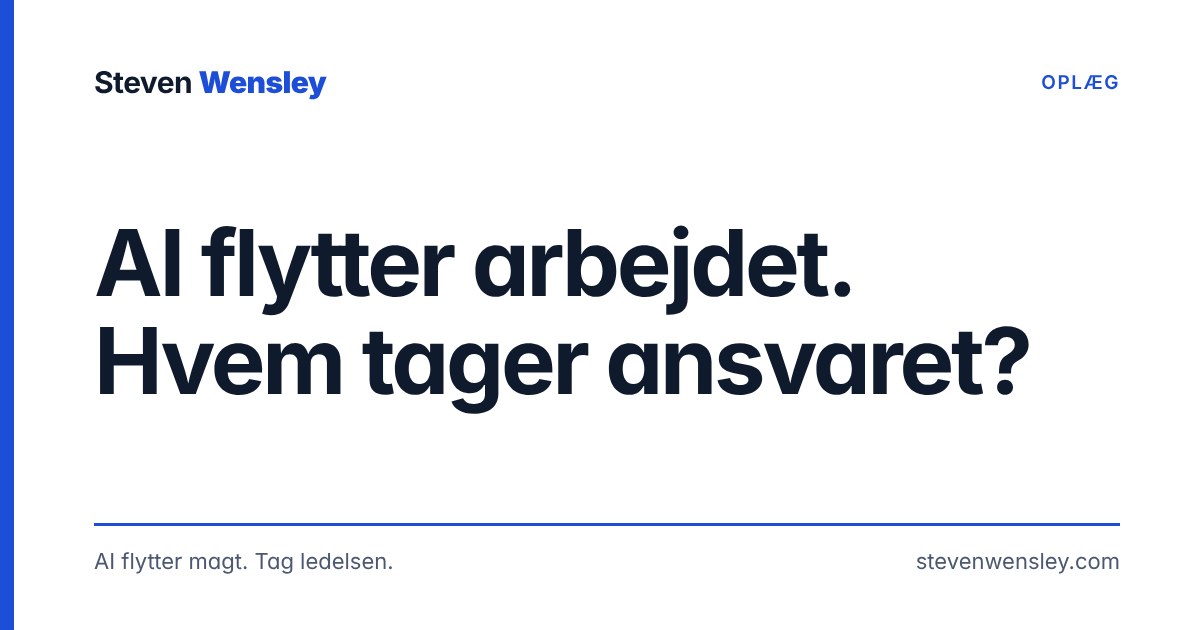 Steven Wensley
OPLÆG
AI flytter arbejdet.
Hvem tager ansvaret?
AI flytter magt. Tag ledelsen.
stevenwensley.com